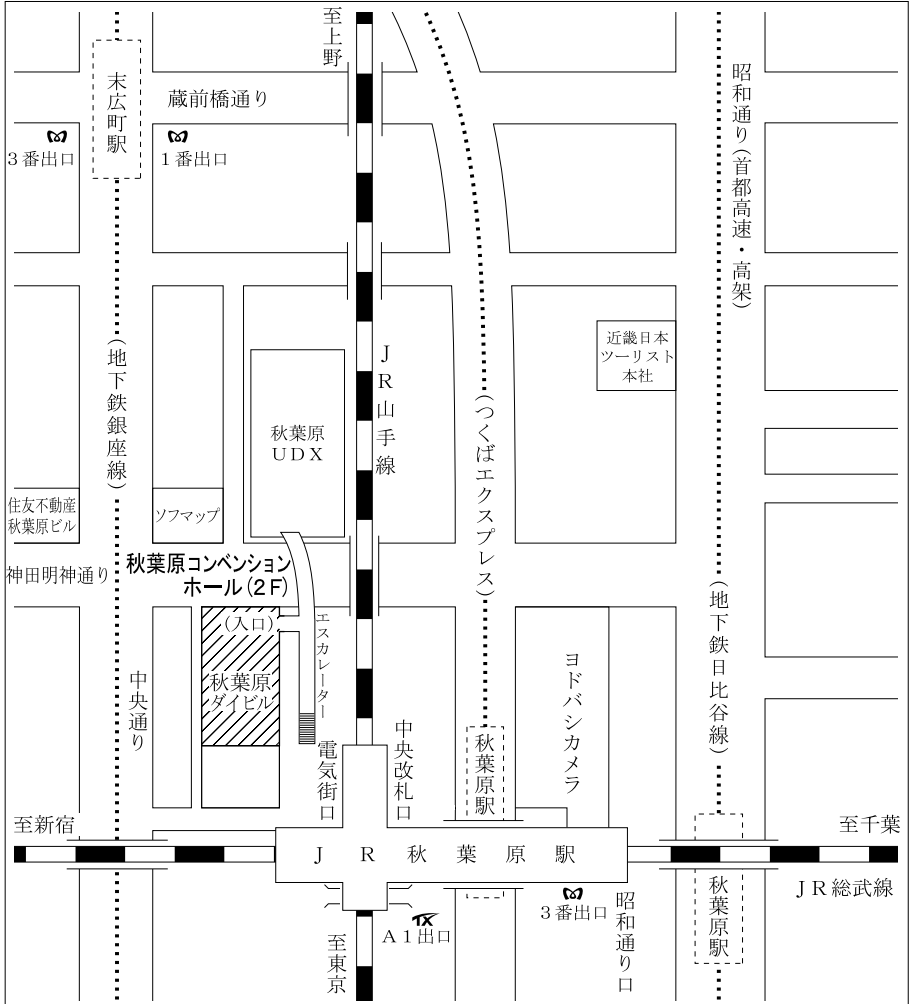 至上野
末広町駅
蔵前橋通り
昭和通り(首都高速・高架)
3番出口
1番出口
(地下鉄銀座線)
JR山手線
近畿日本
ツーリスト
本社
(つくばエクスプレス)
秋葉原
UDX
住友不動産
秋葉原ビル
ソフマップ
神田明神通り
秋葉原コンベンション
ホール(2F)
(入口)
エスカレーター
秋葉原
ダイビル
中央通り
電気街口
中央改札口
秋葉原駅
ヨドバシカメラ
(地下鉄日比谷線)
至新宿
至千葉
JR秋葉原駅
JR総武線
秋葉原駅
3番出口
昭和通り口
TX
A1出口
至東京